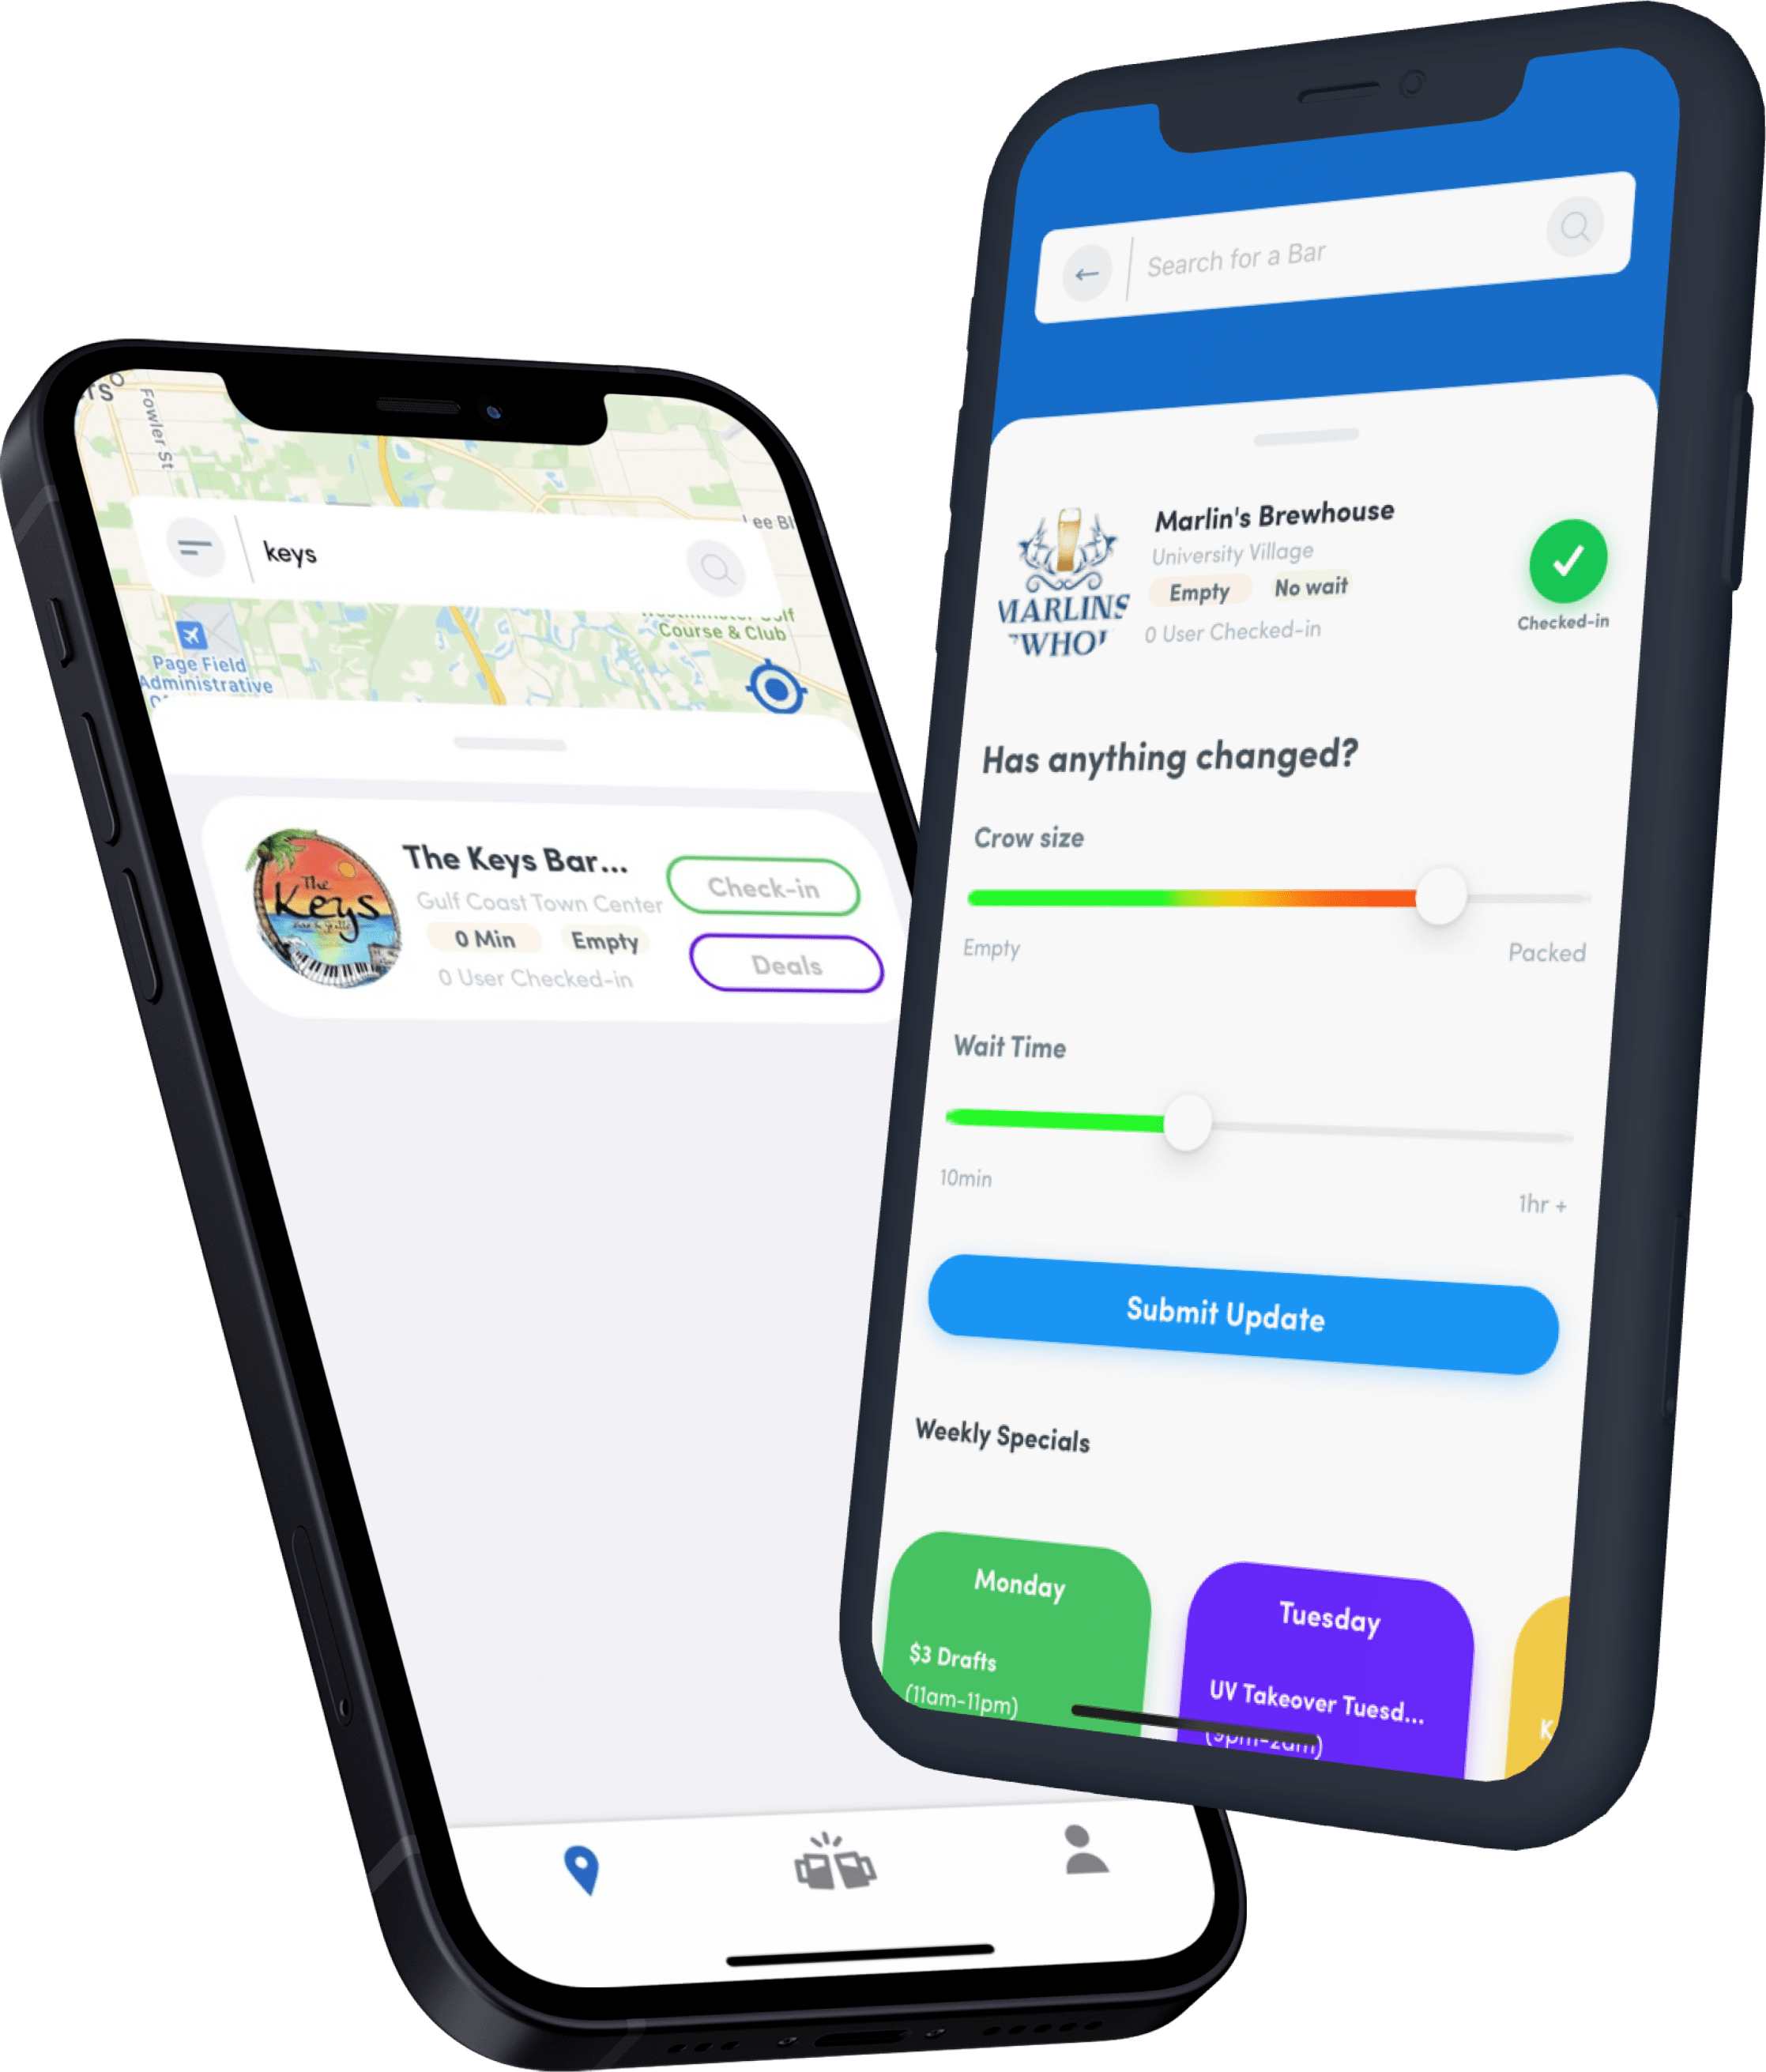 Fowler St
keys
Lee Bl
Course & Club
Page Field
Administrative
The Keys Bar...
Gulf Coast Town Center
0 Min
Empty
0 User Checked-in
Check-in
Deals
The
Keys
Bar & Grille
Search for a Bar
Marlin's Brewhouse
University Village
Empty
No wait
0 User Checked-in
Checked-in
MARLINS
EWHO
Has anything changed?
Crow size
Empty
Packed
Wait Time
10min
1hr +
Submit Update
Weekly Specials
Monday
$3 Drafts
(11am-11pm)
Tuesday
UV Takeover Tuesd...
(9pm-2am)
K